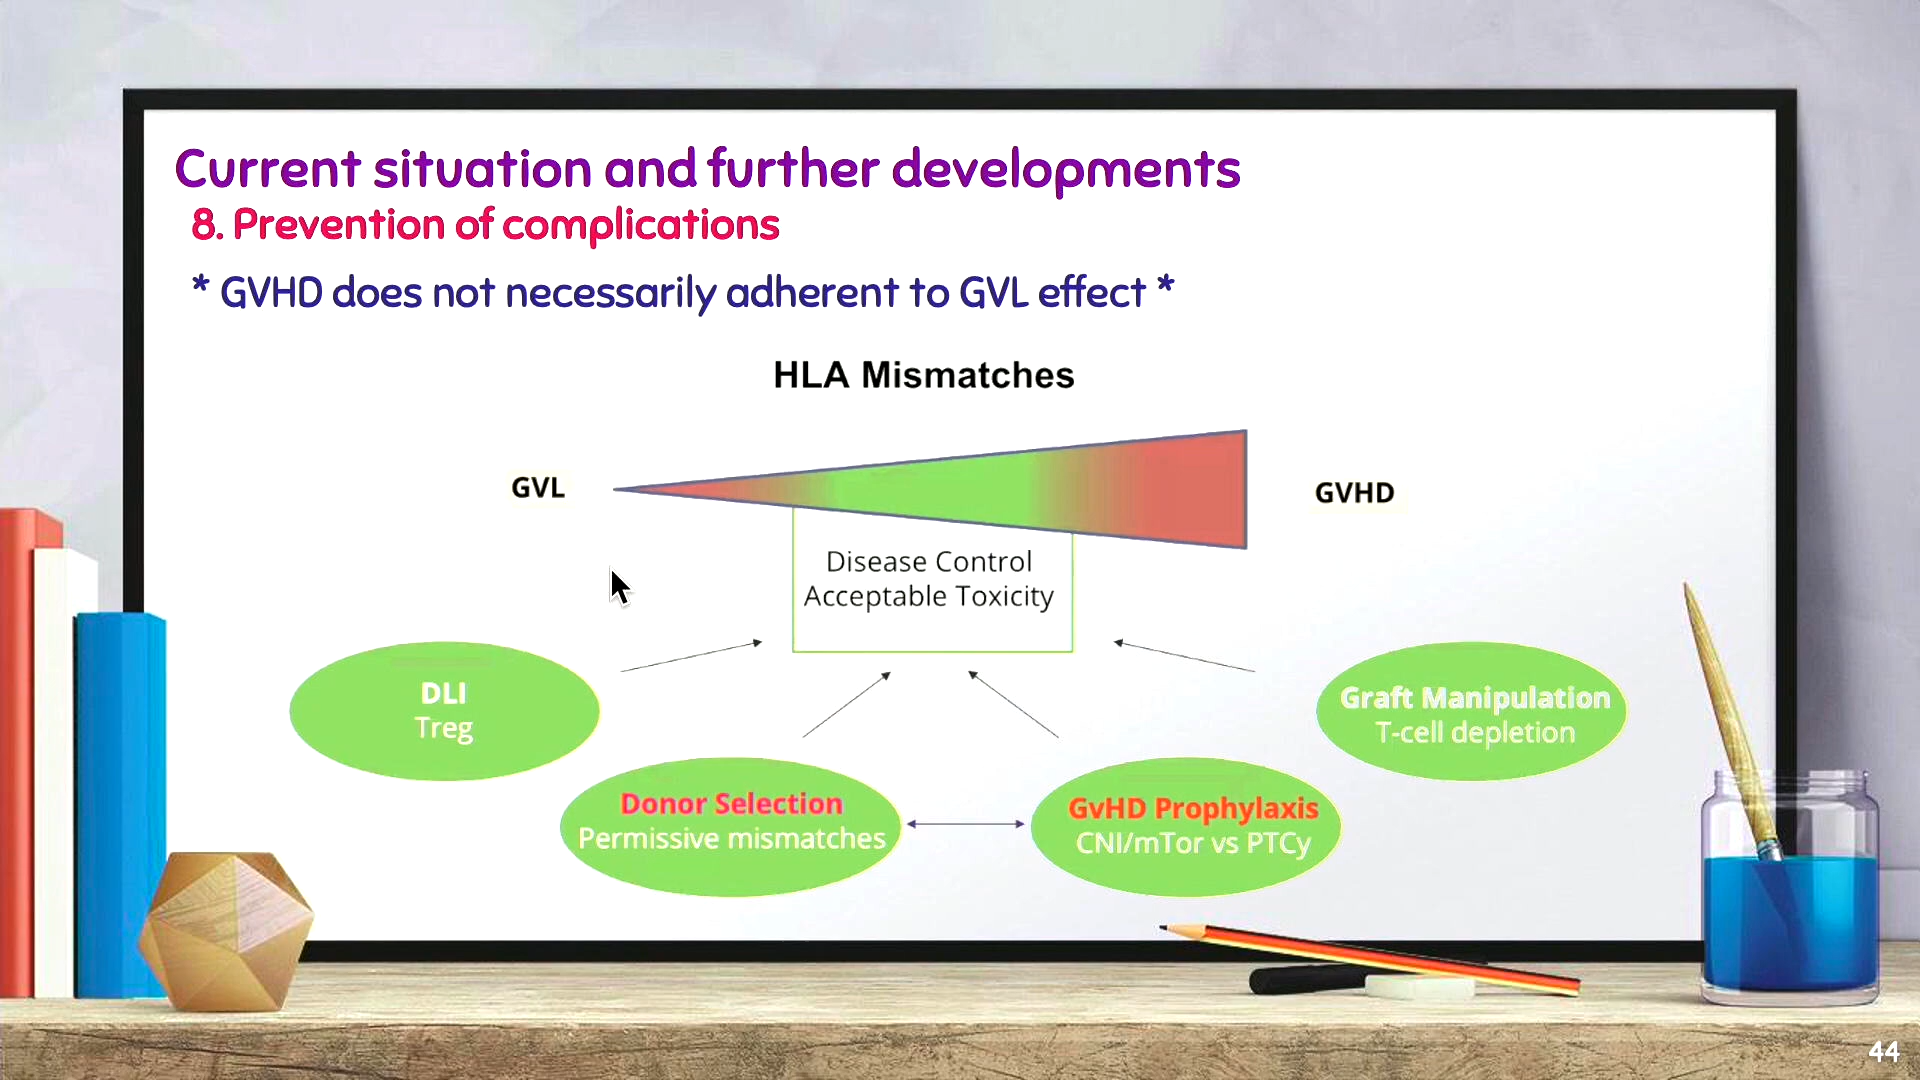 Current situation and further developments
8. Prevention of complications
* GVHD does not necessarily adherent to GVL effect *
HLA Mismatches
GVL
GVHD
Disease Control
Acceptable Toxicity
DLI
Treg
Graft Manipulation
T-cell depletion
Donor Selection
Permissive mismatches
GvHD Prophylaxis
CNI/mTor vs PTCy
44